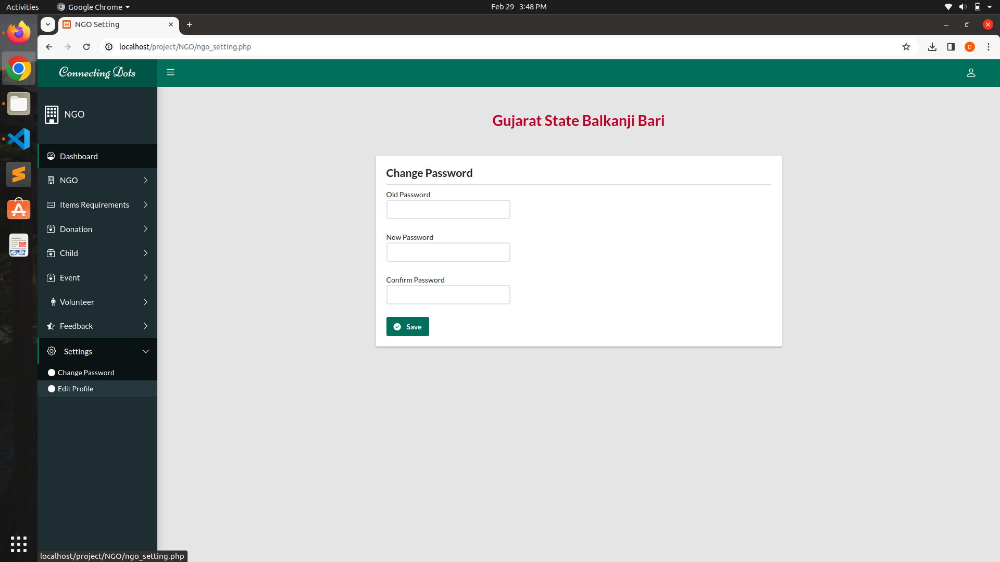 Activities
Google Chrome
Feb 29 3:48 PM
NGO Setting
localhost/project/NGO/ngo_setting.php
D
Connecting Dots
NGO
Gujarat State Balkanji Bari
Dashboard
NGO
Items Requirements
Donation
Child
Event
Volunteer
Feedback
Settings
Change Password
Edit Profile
Change Password
Old Password
New Password
Confirm Password
Save
localhost/project/NGO/ngo_setting.php